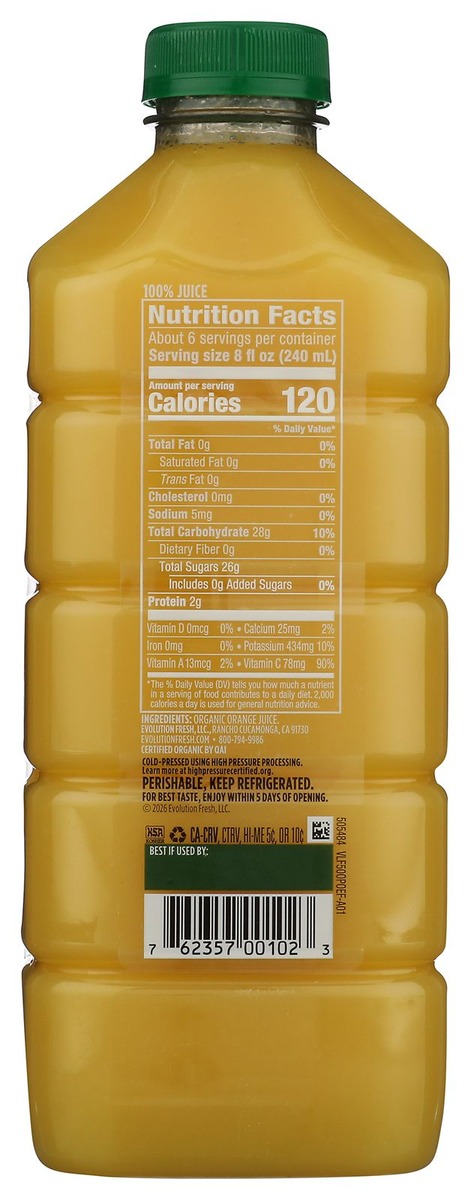 100% JUICE
Nutrition Facts
About 6 servings per container
Serving size 8 fl oz (240 mL)
Amount per serving
Calories 120
% Daily Value*
Total Fat 0g 0%
Saturated Fat 0g 0%
Trans Fat 0g
Cholesterol 0mg 0%
Sodium 5mg 0%
Total Carbohydrate 28g 10%
Dietary Fiber 0g 0%
Total Sugars 26g
Includes 0g Added Sugars 0%
Protein 2g
Vitamin D 0mcg 0% • Calcium 25mg 2%
Iron 0mg 0% • Potassium 434mg 10%
Vitamin A 13mcg 2% • Vitamin C 78mg 90%
*The % Daily Value (DV) tells you how much a nutrient
in a serving of food contributes to a daily diet. 2,000
calories a day is used for general nutrition advice.
INGREDIENTS: ORGANIC ORANGE JUICE.
EVOLUTION FRESH, LLC., RANCHO CUCAMONGA, CA 91730
EVOLUTIONFRESH.COM • 800-794-9986
CERTIFIED ORGANIC BY QAI
COLD-PRESSED USING HIGH PRESSURE PROCESSING.
Learn more at highpressurecertified.org.
PERISHABLE, KEEP REFRIGERATED.
FOR BEST TASTE, ENJOY WITHIN 5 DAYS OF OPENING.
© 2026 Evolution Fresh, LLC.
CA-CRV, CTRV, HI-ME 5¢, OR 10¢
505484 VLF500POEF-A01
BEST IF USED BY:
7 62357 00102 3